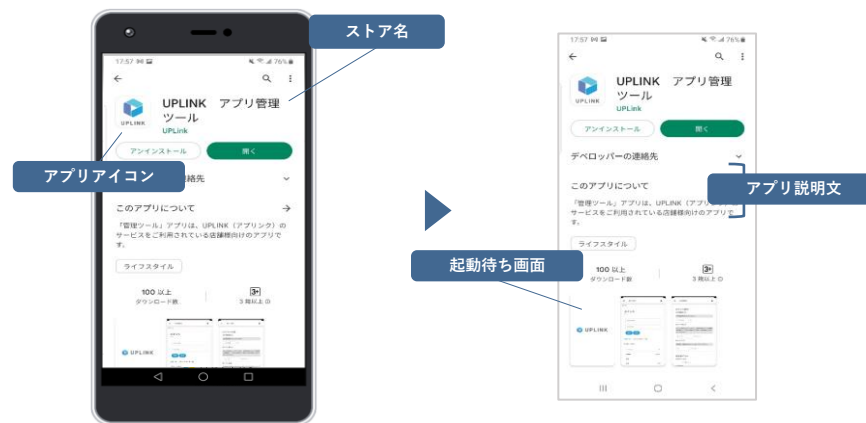 ストア名
17:57
76%
UPLINK アプリ管理
ツール
UPLink
UPLINK
アンインストール
開く
アプリアイコン
連絡先
このアプリについて
「管理ツール」アプリは、UPLINK（アプリンク）の
サービスをご利用されている店舗様向けのアプリで
す。
ライフスタイル
100 以上
ダウンロード数
3+
3 歳以上
UPLINK
17:57
76%
UPLINK アプリ管理
ツール
UPLink
UPLINK
アンインストール
開く
デベロッパーの連絡先
このアプリについて
アプリ説明文
「管理ツール」アプリは、UPLINK
サービスをご利用されている店舗様向けのアプリで
す。
ライフスタイル
起動待ち画面
100 以上
ダウンロード数
3+
3 歳以上
UPLINK